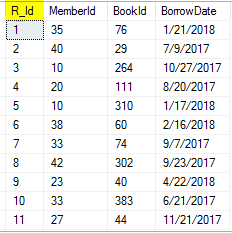 R_Id MemberId BookId BorrowDate
1 35 76 1/21/2018
2 40 29 7/9/2017
3 10 264 10/27/2017
4 20 111 8/20/2017
5 10 310 1/17/2018
6 38 60 2/16/2018
7 33 74 9/7/2017
8 42 302 9/23/2017
9 23 40 4/22/2018
10 33 383 6/21/2017
11 27 44 11/21/2017